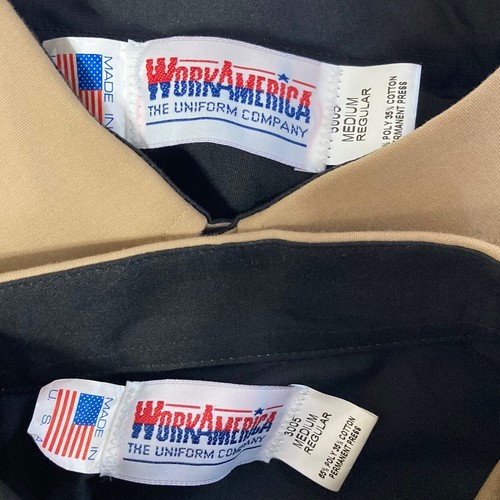 MADE IN
WORKAMERICA
THE UNIFORM COMPANY
3005
MEDIUM
REGULAR
% POLY 35% COTTON
PERMANENT PRESS
MADE IN
U S A
WORKAMERICA
THE UNIFORM COMPANY
3005
MEDIUM
REGULAR
65% POLY 35% COTTON
PERMANENT PRESS